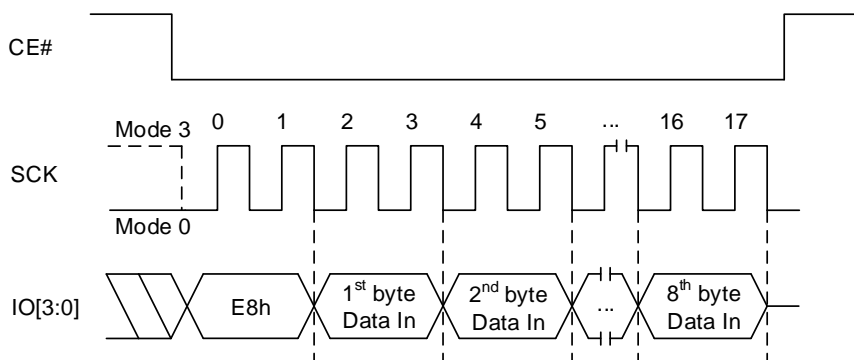 CE#
Mode 3
0 1 2 3 4 5 ... 16 17
SCK
Mode 0
IO[3:0]
E8h
1st byte
Data In
2nd byte
Data In
...
8th byte
Data In